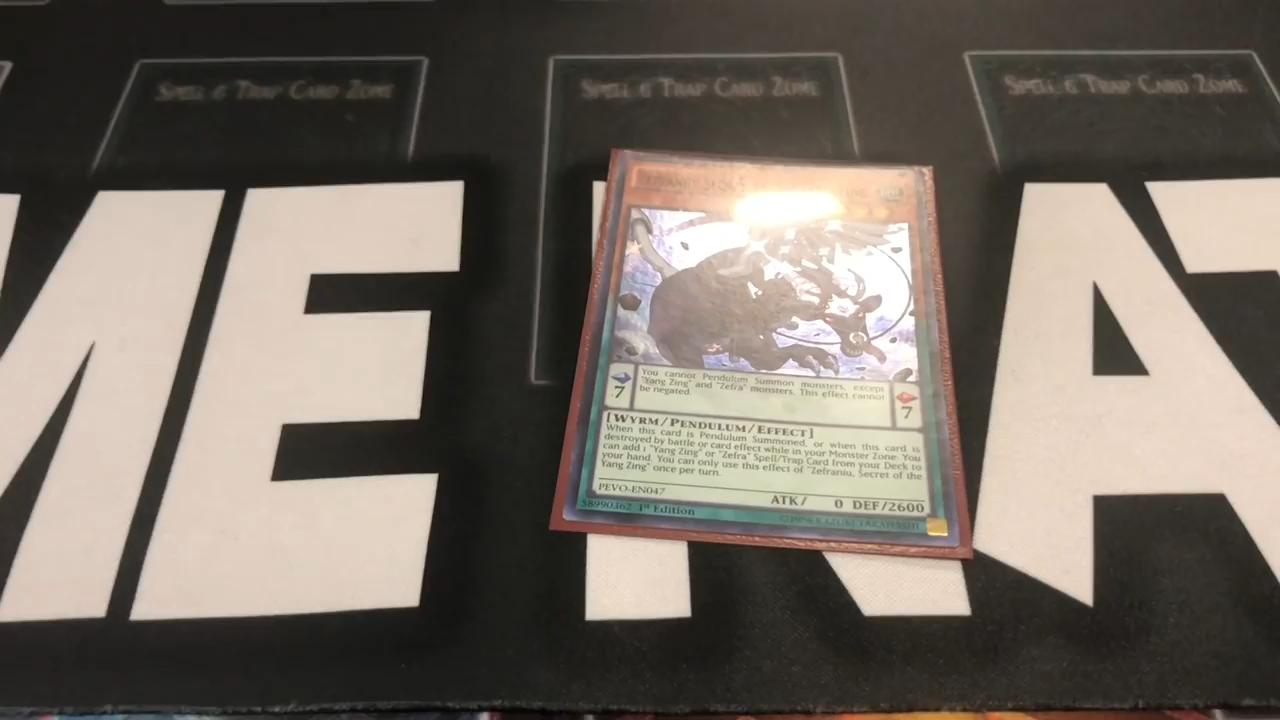 SPELL & TRAP CARD ZONE
SPELL & TRAP CARD ZONE
SPELL & TRAP CARD ZONE
ME
RAT
You cannot Pendulum Summon monsters, except
"Yang Zing" and "Zefra" monsters. This effect cannot
be negated.
7
7
[WYRM/PENDULUM/EFFECT]
When this card is Pendulum Summoned, or when this card is
destroyed by battle or card effect while in your Monster Zone: You
can add 1 "Yang Zing" or "Zefra" Spell/Trap Card from your Deck to
your hand. You can only use this effect of "Zefraniu, Secret of the
Yang Zing" once per turn.
PEVO-EN047
ATK/ 0 DEF/2600
58990362 1st Edition
©1996 KAZUKI TAKAHASHI